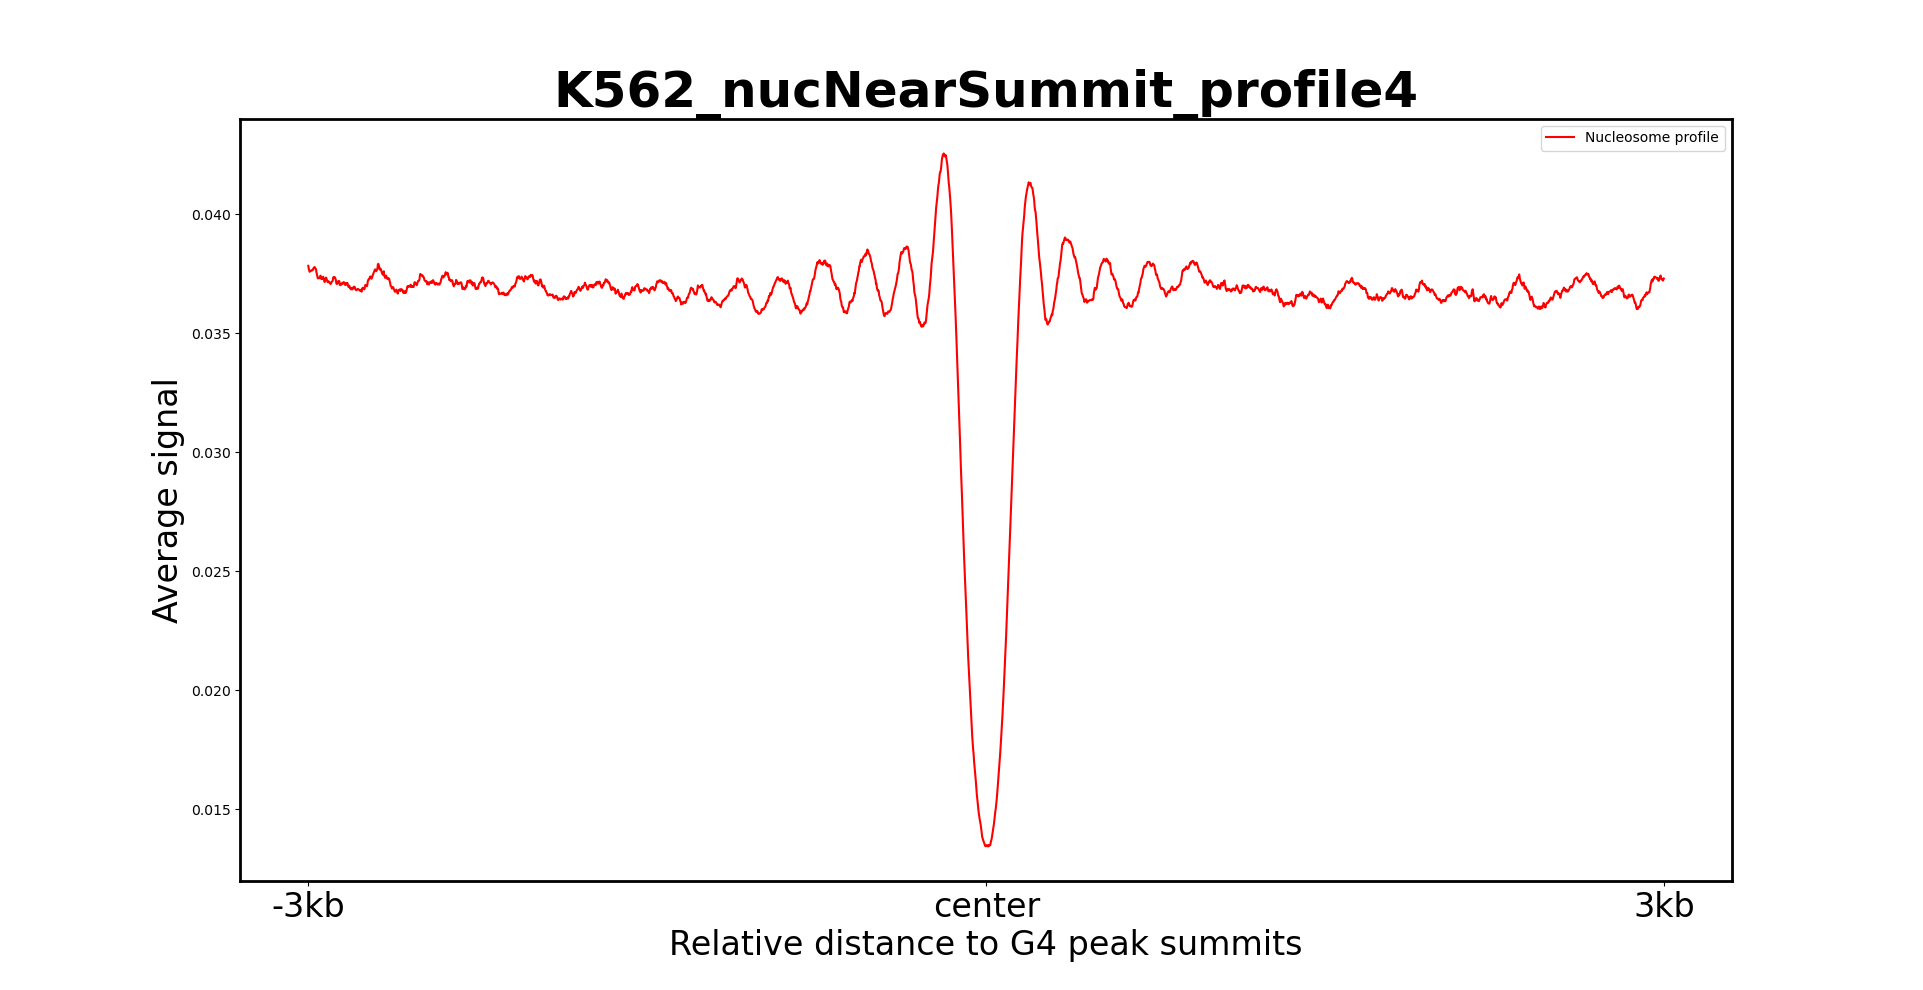 K562_nucNearSummit_profile4
Nucleosome profile
0.040
0.035
0.030
0.025
0.020
0.015
Average signal
-3kb
center
3kb
Relative distance to G4 peak summits